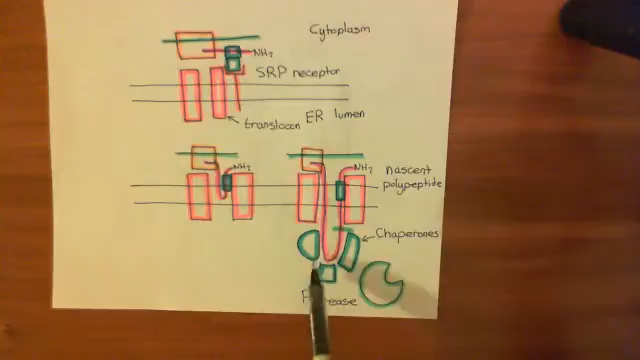 Cytoplasm
NH₂
SRP receptor
ER lumen
translocon
NH₂
NH₂
nascent
polypeptide
Chaperones